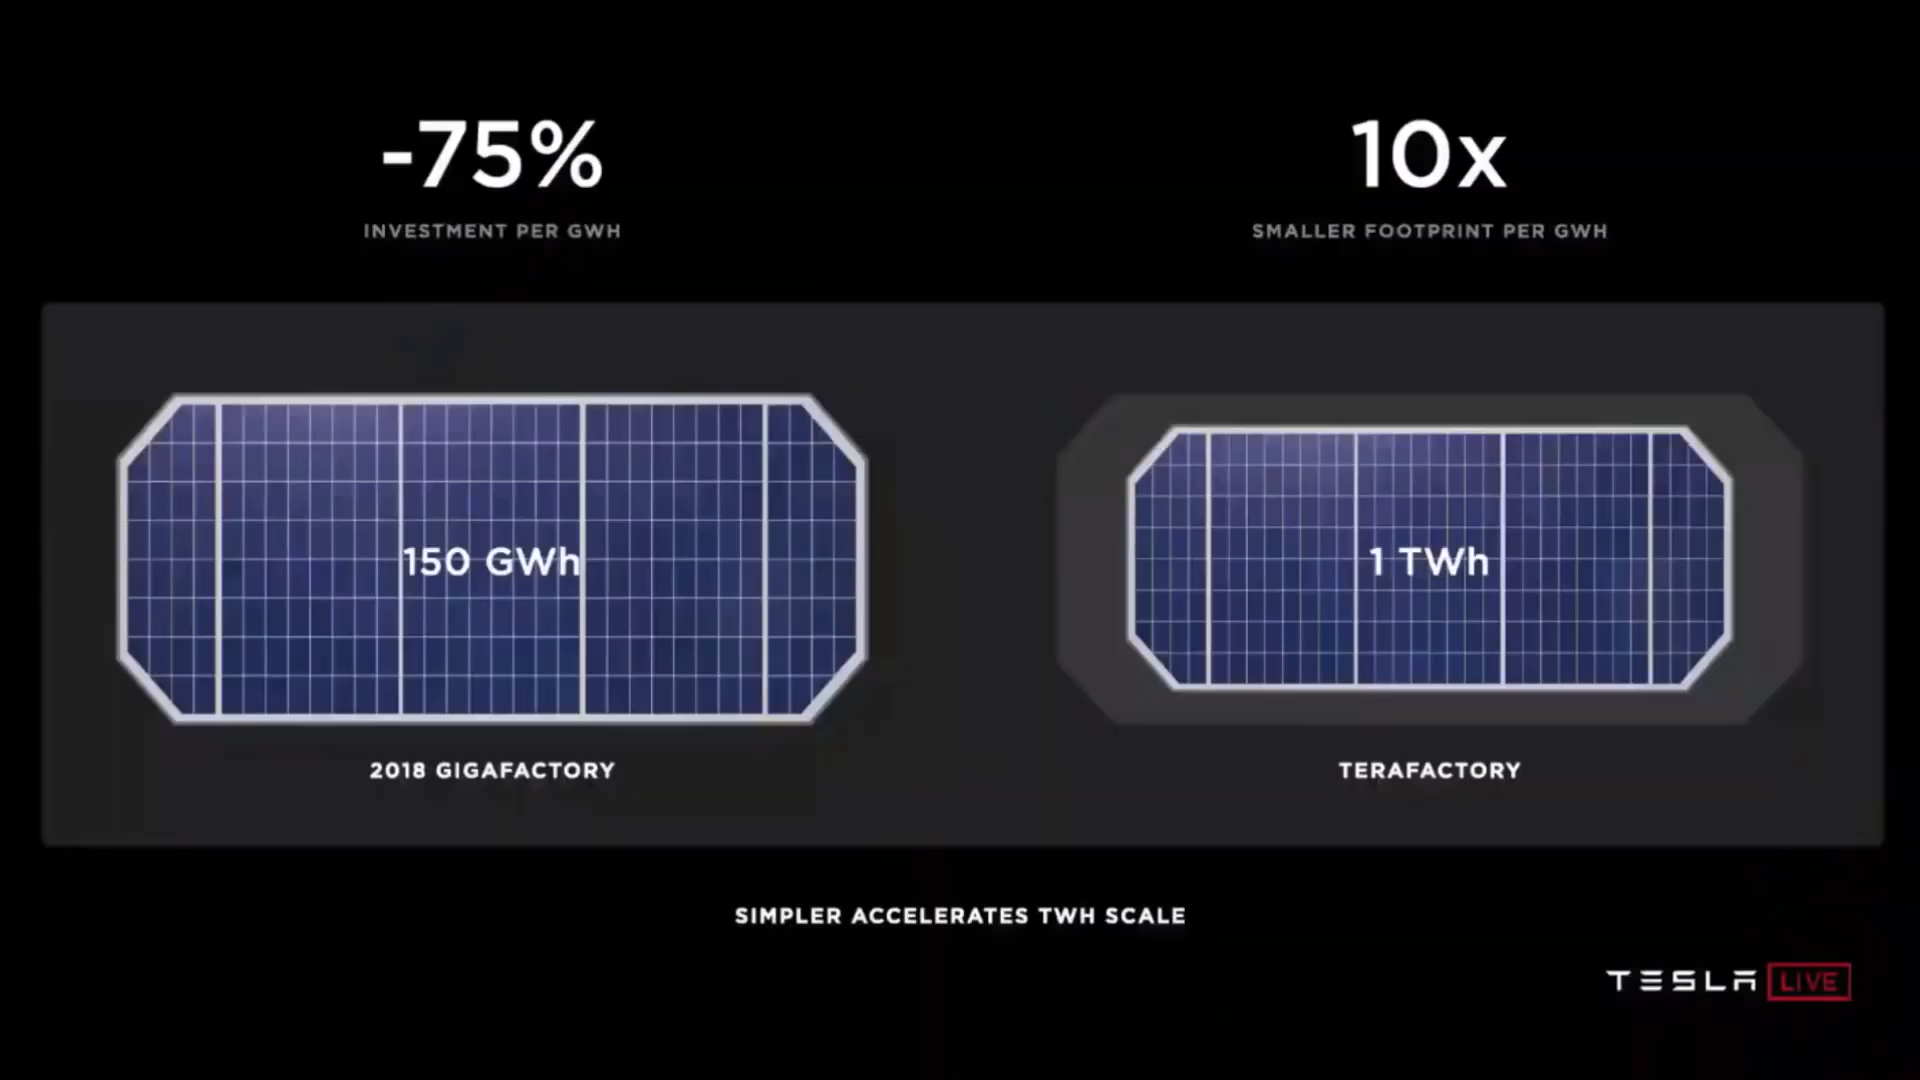 -75%
INVESTMENT PER GWH
10x
SMALLER FOOTPRINT PER GWH
150 GWh
2018 GIGAFACTORY
1 TWh
TERAFACTORY
SIMPLER ACCELERATES TWH SCALE
TESLA LIVE